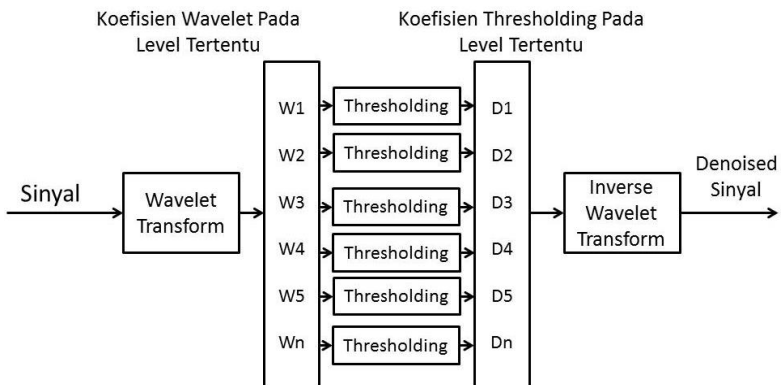 Koefisien Wavelet Pada
Level Tertentu
Koefisien Thresholding Pada
Level Tertentu
Sinyal
Wavelet
Transform
W1
W2
W3
W4
W5
Wn
Thresholding
Thresholding
Thresholding
Thresholding
Thresholding
Thresholding
D1
D2
D3
D4
D5
Dn
Inverse
Wavelet
Transform
Denoised
Sinyal